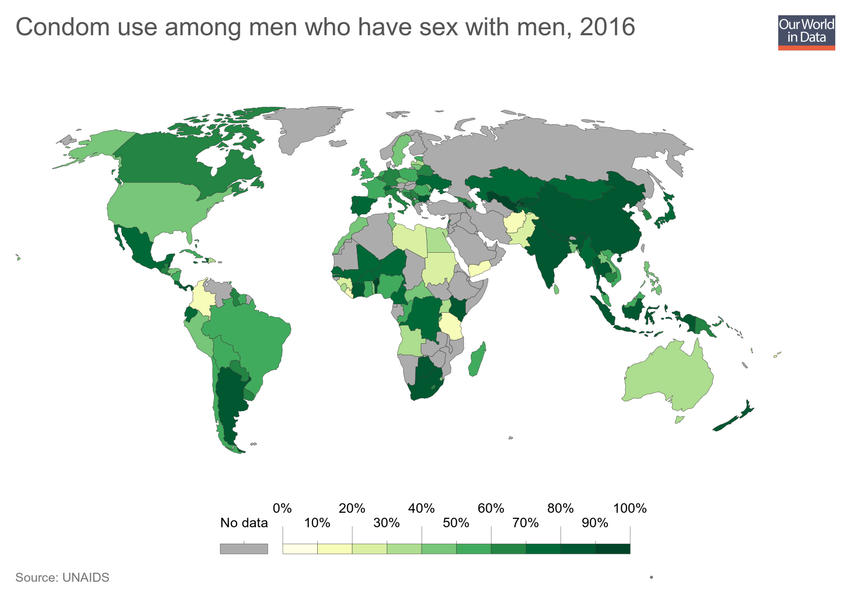 Condom use among men who have sex with men, 2016
Our World
in Data
0% 20% 40% 60% 80% 100%
No data 10% 30% 50% 70% 90%
Source: UNAIDS